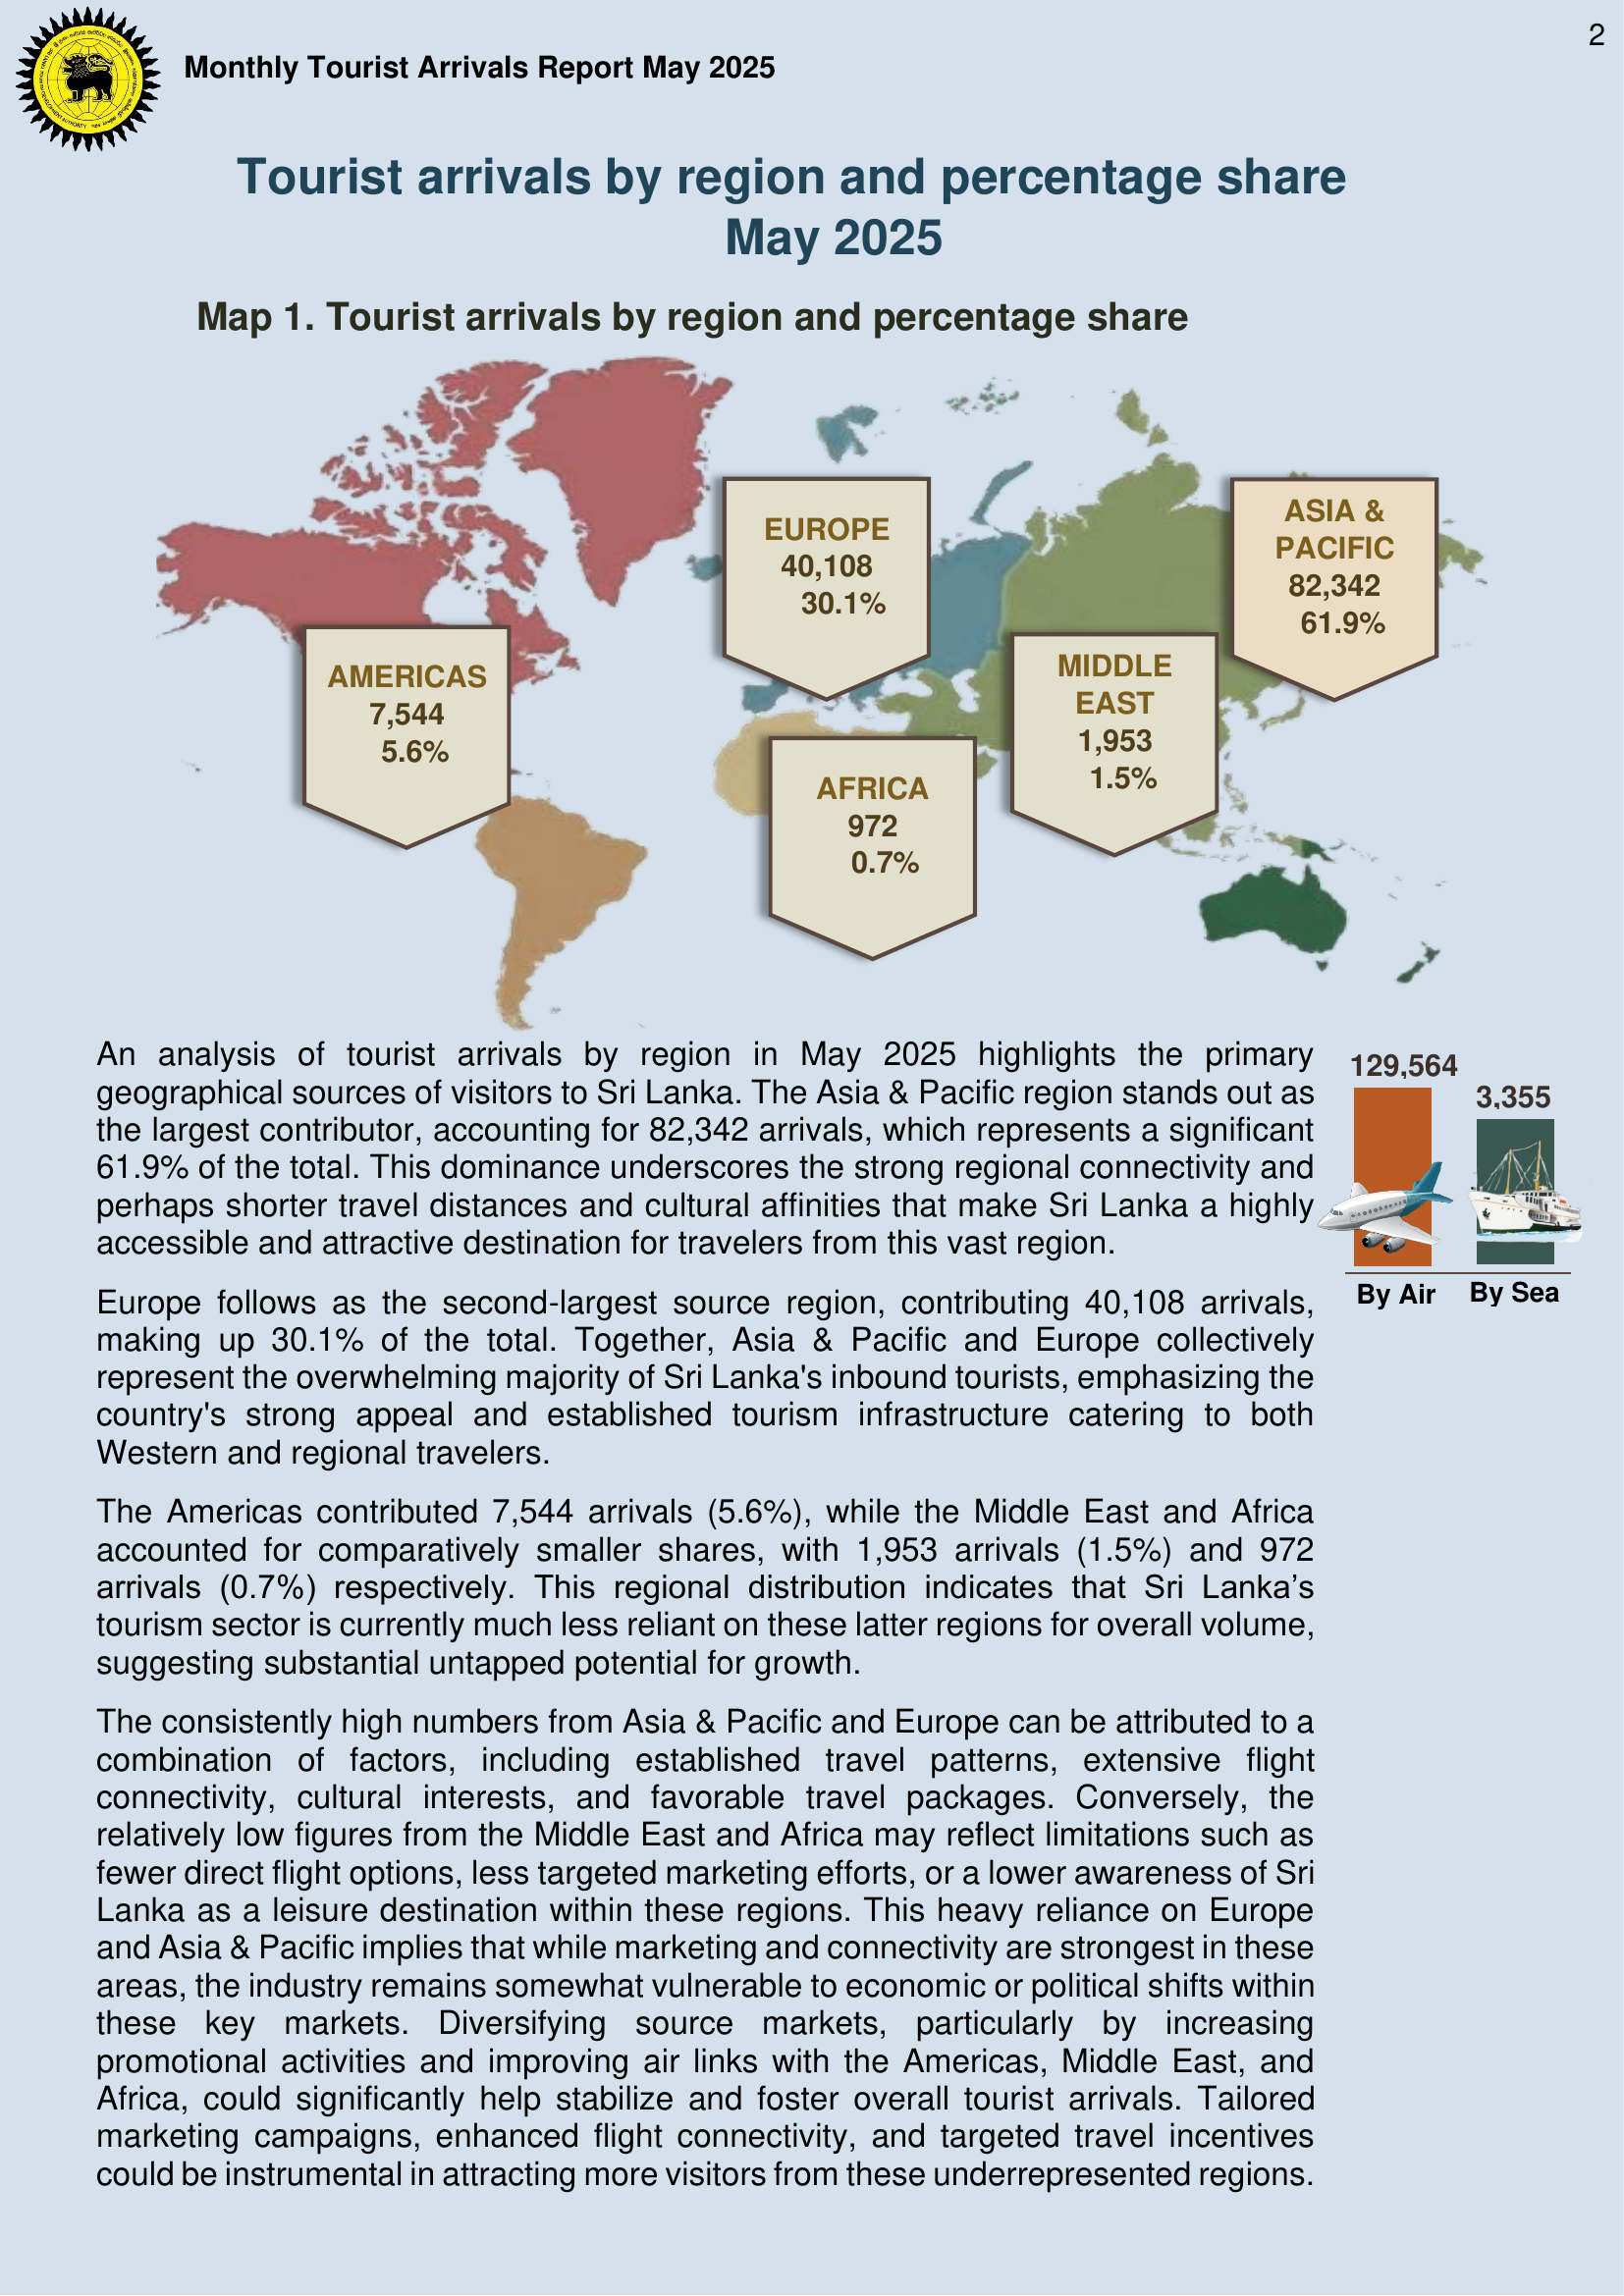 2
Monthly Tourist Arrivals Report May 2025
Tourist arrivals by region and percentage share
May 2025
Map 1. Tourist arrivals by region and percentage share
EUROPE
40,108
30.1%
ASIA &
PACIFIC
82,342
61.9%
AMERICAS
7,544
5.6%
MIDDLE
EAST
1,953
1.5%
AFRICA
972
0.7%
An analysis of tourist arrivals by region in May 2025 highlights the primary
geographical sources of visitors to Sri Lanka. The Asia & Pacific region stands out as
the largest contributor, accounting for 82,342 arrivals, which represents a significant
61.9% of the total. This dominance underscores the strong regional connectivity and
perhaps shorter travel distances and cultural affinities that make Sri Lanka a highly
accessible and attractive destination for travelers from this vast region.
129,564
3,355
By Air
By Sea
Europe follows as the second-largest source region, contributing 40,108 arrivals,
making up 30.1% of the total. Together, Asia & Pacific and Europe collectively
represent the overwhelming majority of Sri Lanka's inbound tourists, emphasizing the
country's strong appeal and established tourism infrastructure catering to both
Western and regional travelers.
The Americas contributed 7,544 arrivals (5.6%), while the Middle East and Africa
accounted for comparatively smaller shares, with 1,953 arrivals (1.5%) and 972
arrivals (0.7%) respectively. This regional distribution indicates that Sri Lanka’s
tourism sector is currently much less reliant on these latter regions for overall volume,
suggesting substantial untapped potential for growth.
The consistently high numbers from Asia & Pacific and Europe can be attributed to a
combination of factors, including established travel patterns, extensive flight
connectivity, cultural interests, and favorable travel packages. Conversely, the
relatively low figures from the Middle East and Africa may reflect limitations such as
fewer direct flight options, less targeted marketing efforts, or a lower awareness of Sri
Lanka as a leisure destination within these regions. This heavy reliance on Europe
and Asia & Pacific implies that while marketing and connectivity are strongest in these
areas, the industry remains somewhat vulnerable to economic or political shifts within
these key markets. Diversifying source markets, particularly by increasing
promotional activities and improving air links with the Americas, Middle East, and
Africa, could significantly help stabilize and foster overall tourist arrivals. Tailored
marketing campaigns, enhanced flight connectivity, and targeted travel incentives
could be instrumental in attracting more visitors from these underrepresented regions.